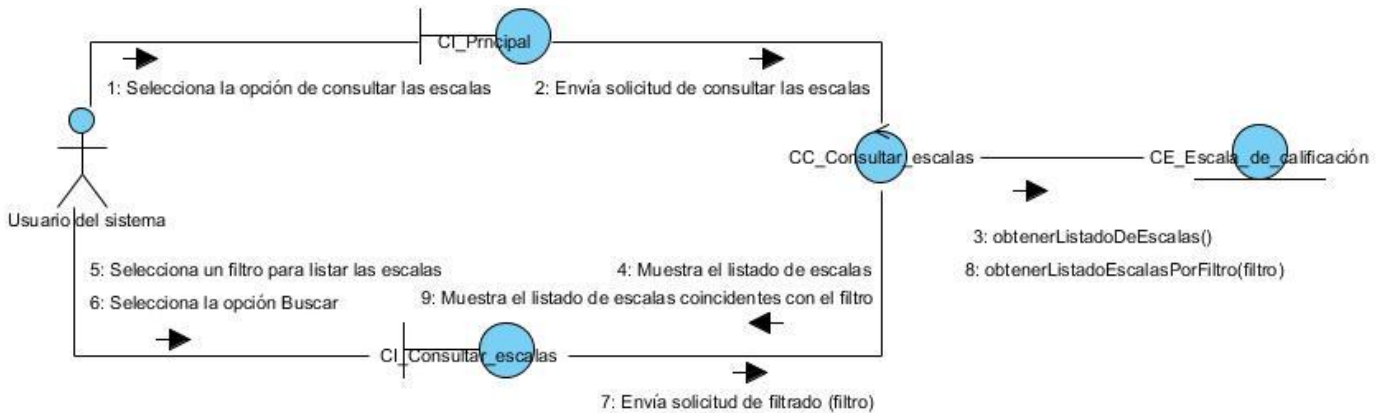 CI_Prncipal
1: Selecciona la opción de consultar las escalas
2: Envía solicitud de consultar las escalas
CC_Consultar_escalas
CE_Escala_de_calificación
Usuario del sistema
3: obtenerListadoDeEscalas()
8: obtenerListadoEscalasPorFiltro(filtro)
5: Selecciona un filtro para listar las escalas
6: Selecciona la opción Buscar
4: Muestra el listado de escalas
9: Muestra el listado de escalas coincidentes con el filtro
CI_Consultar_escalas
7: Envía solicitud de filtrado (filtro)